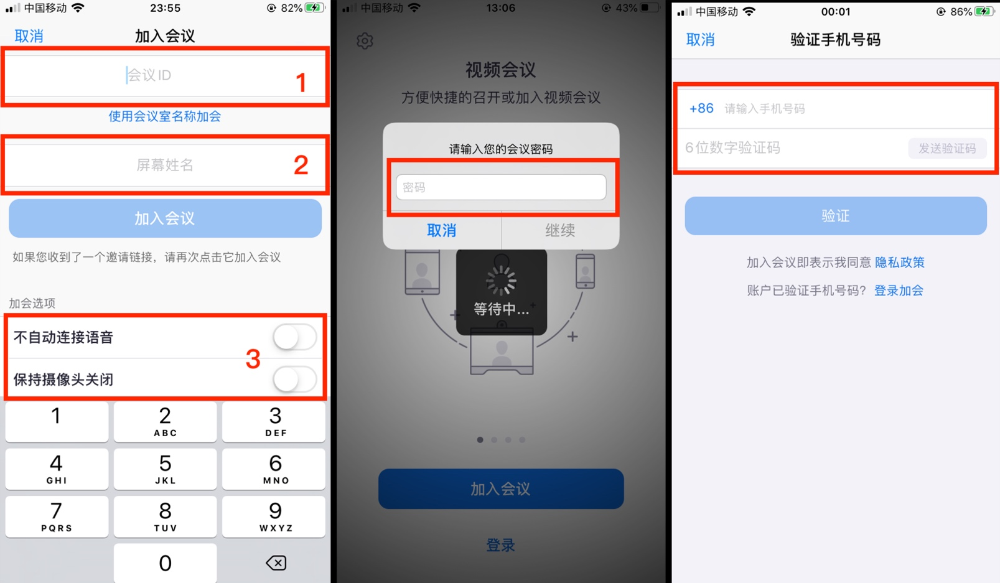 中国移动
23:55
82%
取消
加入会议
会议 ID
1
使用会议室名称加会
屏幕姓名
2
加入会议
如果您收到了一个邀请链接，请再次点击它加入会议
加会选项
不自动连接语音
3
保持摄像头关闭
1
2
ABC
3
DEF
4
GHI
5
JKL
6
MNO
7
PQRS
8
TUV
9
WXYZ
0
中国移动
13:06
43%
视频会议
方便快捷的召开或加入视频会议
请输入您的会议密码
密码
取消
继续
等待中...
加入会议
登录
中国移动
00:01
86%
取消
验证手机号码
+86 请输入手机号码
6位数字验证码
发送验证码
验证
加入会议即表示我同意 隐私政策
账户已验证手机号码? 登录加会